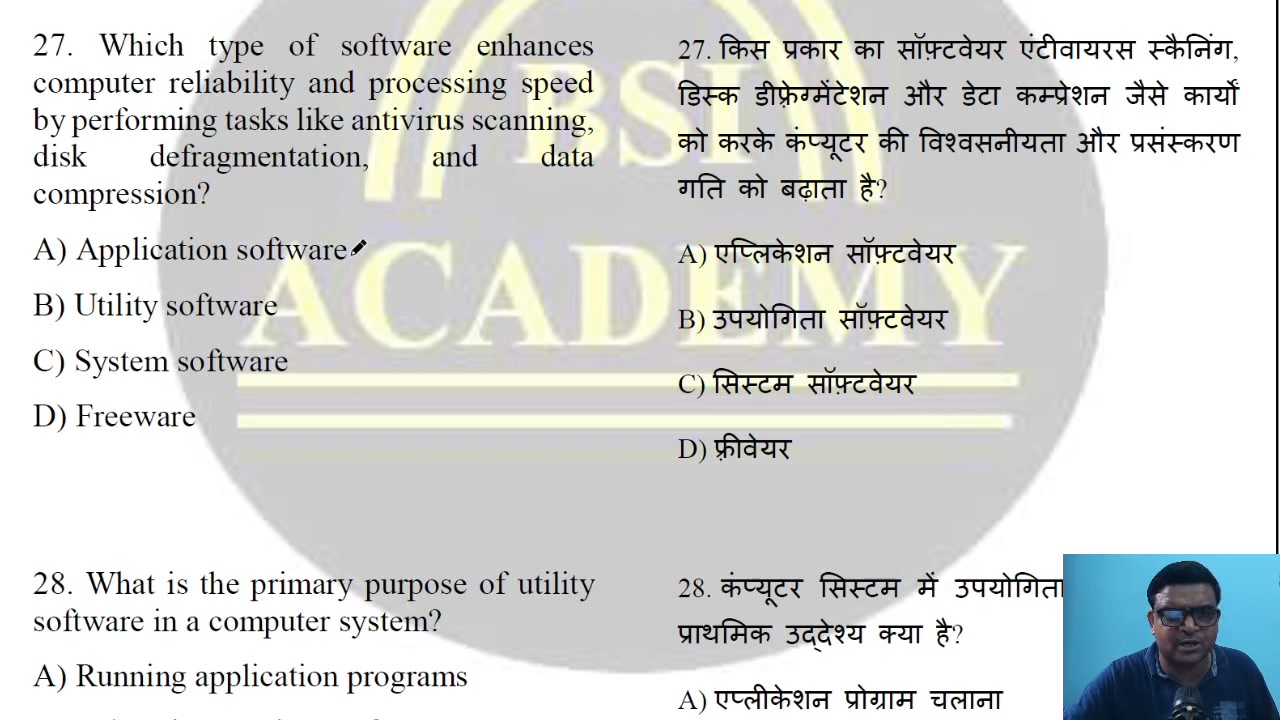 27. Which type of software enhances
computer reliability and processing speed
by performing tasks like antivirus scanning,
disk defragmentation, and data
compression?
A) Application software
B) Utility software
C) System software
D) Freeware
27. किस प्रकार का सॉफ़्टवेयर एंटीवायरस स्कैनिंग,
डिस्क डीफ़्रेग्मेंटेशन और डेटा कम्प्रेशन जैसे कार्यों
को करके कंप्यूटर की विश्वसनीयता और प्रसंस्करण
गति को बढ़ाता है?
A) एप्लिकेशन सॉफ़्टवेयर
B) उपयोगिता सॉफ़्टवेयर
C) सिस्टम सॉफ़्टवेयर
D) फ़्रीवेयर
BSI
ACADEMY
28. What is the primary purpose of utility
software in a computer system?
A) Running application programs
28. कंप्यूटर सिस्टम में उपयोगिता
प्राथमिक उद्देश्य क्या है?
A) एप्लीकेशन प्रोग्राम चलाना